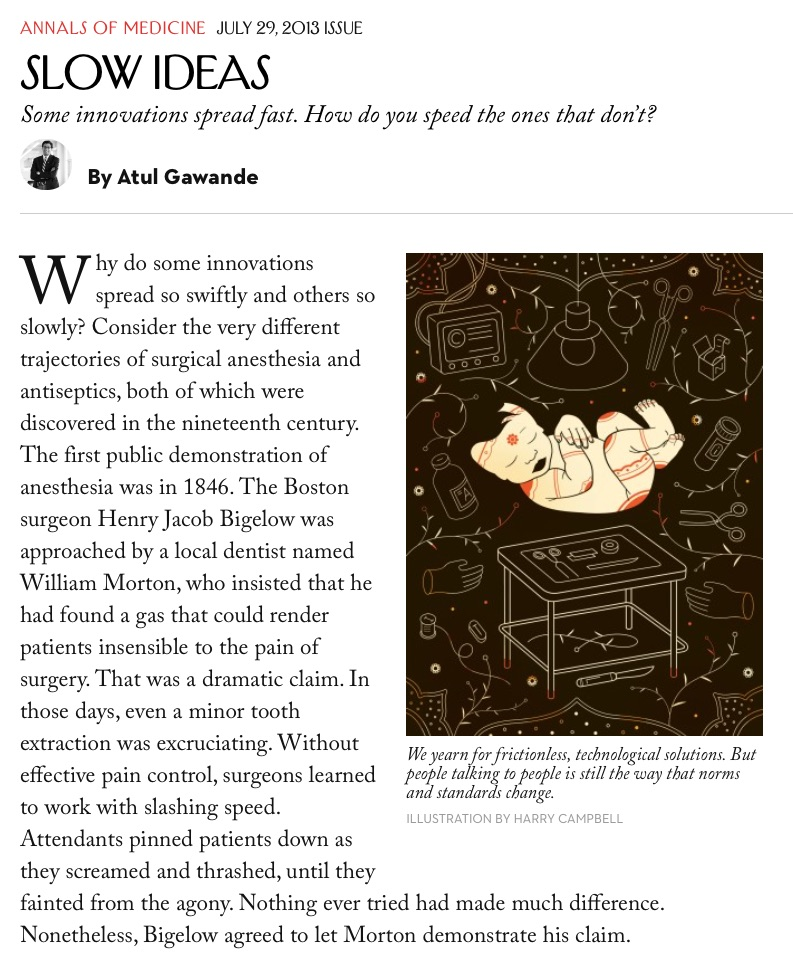 ANNALS OF MEDICINE JULY 29, 2013 ISSUE
SLOW IDEAS
Some innovations spread fast. How do you speed the ones that don't?
By Atul Gawande
Why do some innovations
spread so swiftly and others so
slowly? Consider the very different
trajectories of surgical anesthesia and
antiseptics, both of which were
discovered in the nineteenth century.
The first public demonstration of
anesthesia was in 1846. The Boston
surgeon Henry Jacob Bigelow was
approached by a local dentist named
William Morton, who insisted that he
had found a gas that could render
patients insensible to the pain of
surgery. That was a dramatic claim. In
those days, even a minor tooth
extraction was excruciating. Without
effective pain control, surgeons learned
to work with slashing speed.
Attendants pinned patients down as
they screamed and thrashed, until they
fainted from the agony. Nothing ever tried had made much difference.
Nonetheless, Bigelow agreed to let Morton demonstrate his claim.
We yearn for frictionless, technological solutions. But
people talking to people is still the way that norms
and standards change.
ILLUSTRATION BY HARRY CAMPBELL